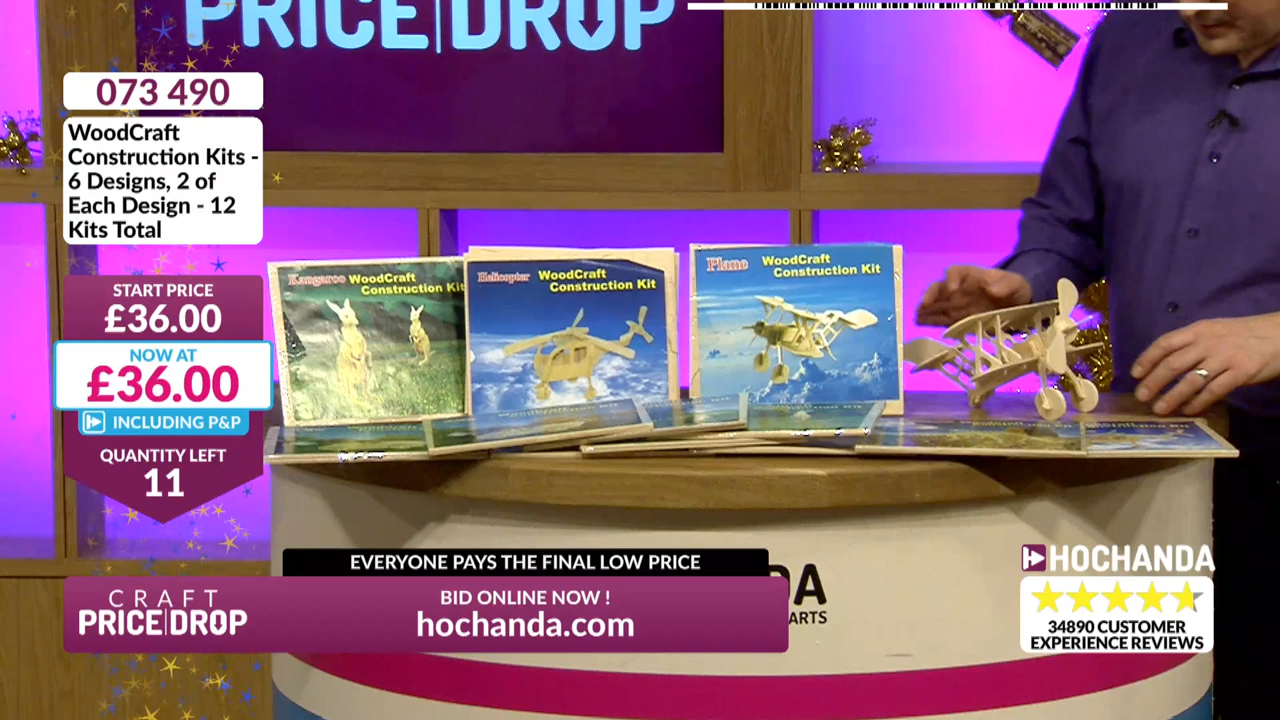 PRICE DROP
073 490
WoodCraft
Construction Kits -
6 Designs, 2 of
Each Design - 12
Kits Total
START PRICE
£36.00
NOW AT
£36.00
INCLUDING P&P
QUANTITY LEFT
11
Kangaroo WoodCraft
Construction Kit
Helicopter WoodCraft
Construction Kit
Plane WoodCraft
Construction Kit
EVERYONE PAYS THE FINAL LOW PRICE
CRAFT
PRICE DROP
BID ONLINE NOW !
hochanda.com
DA
ARTS
HOCHANDA
34890 CUSTOMER
EXPERIENCE REVIEWS